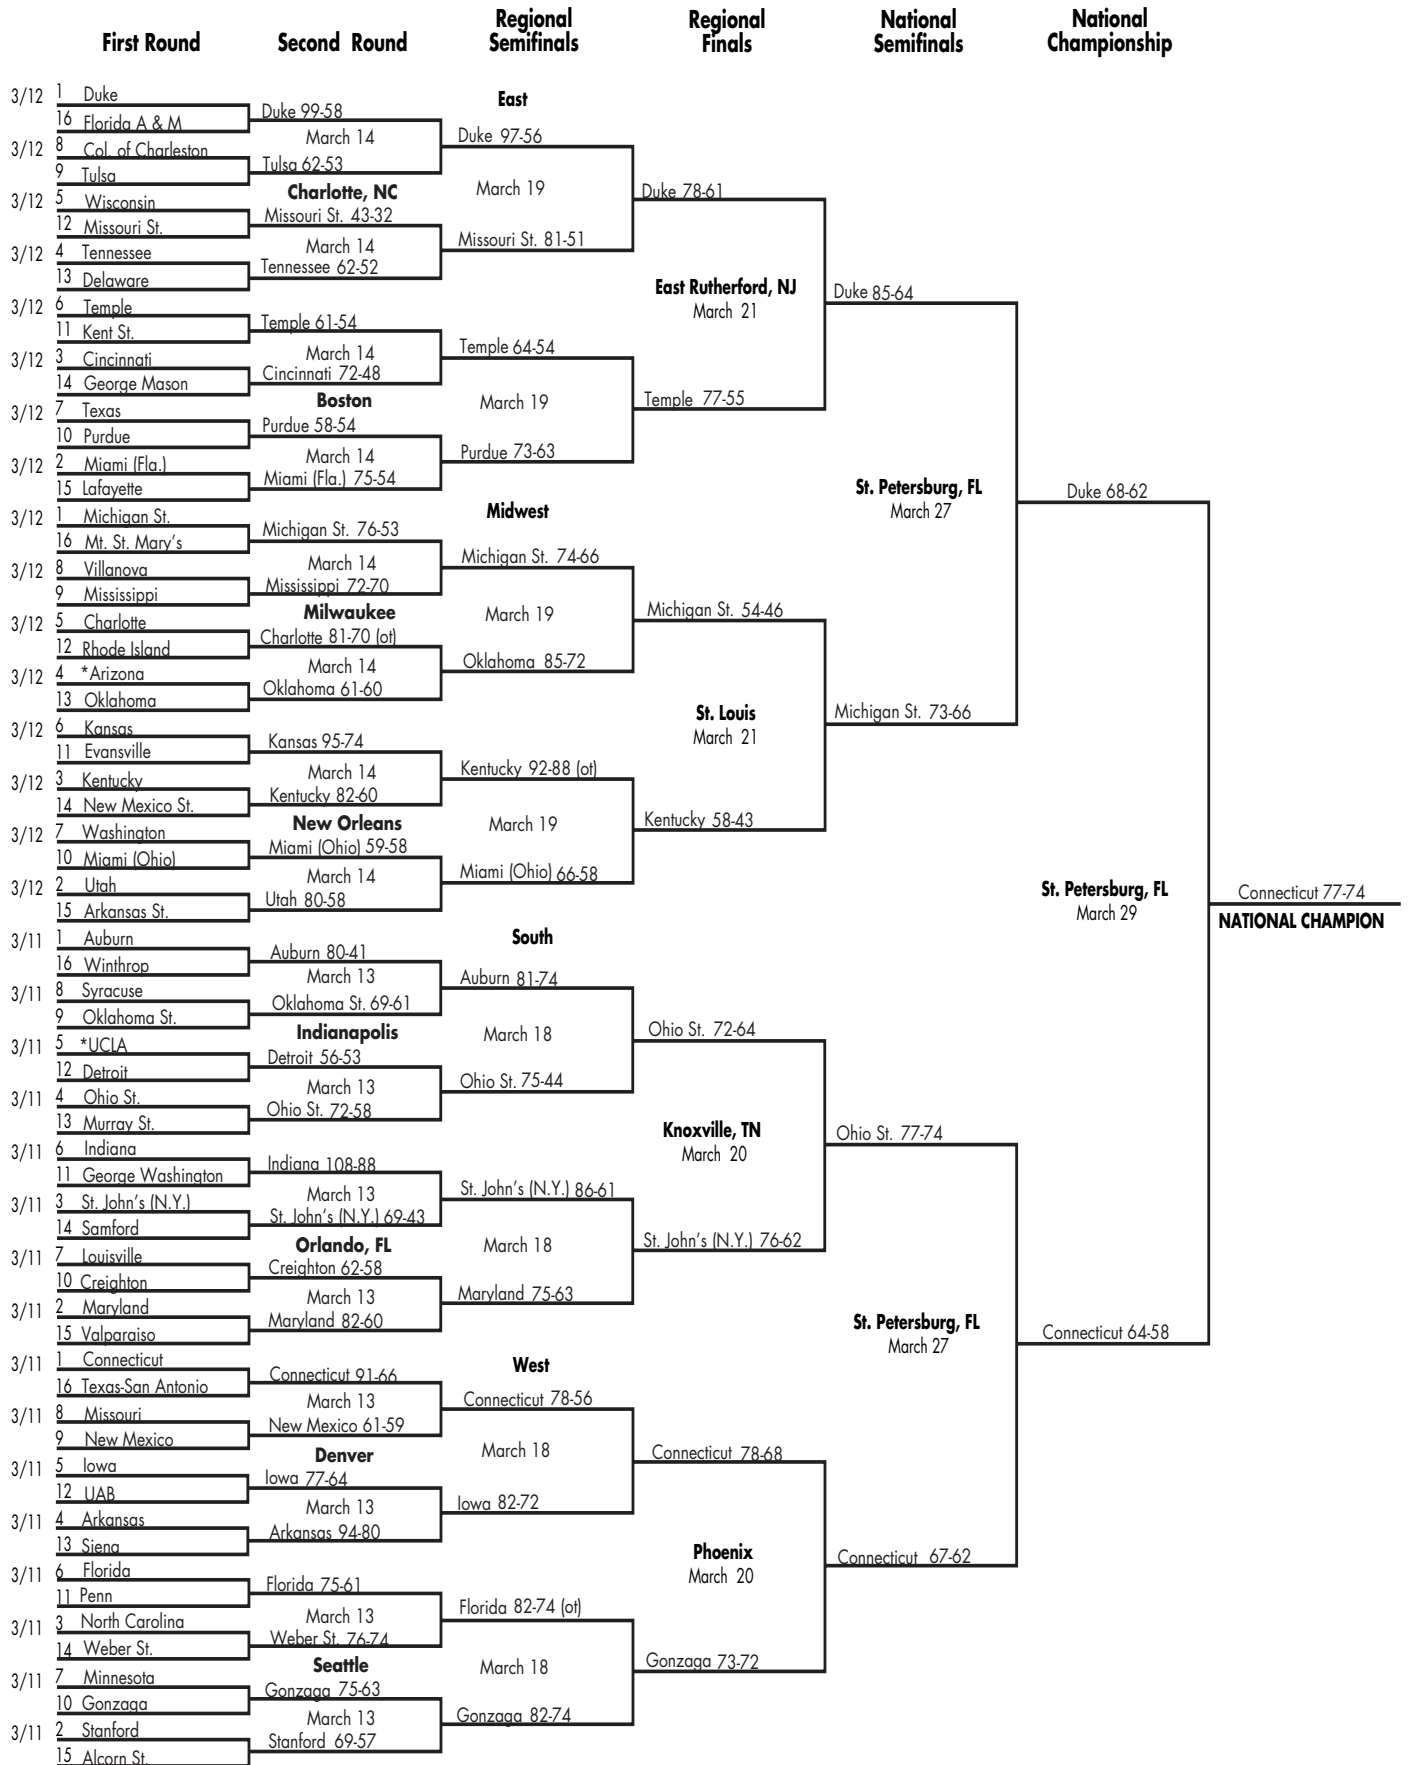 First Round
Second Round
Regional
Semifinals
Regional
Finals
National
Semifinals
National
Championship
3/12 1 Duke
16 Florida A & M
3/12 8 Col. of Charleston
9 Tulsa
3/12 5 Wisconsin
12 Missouri St.
3/12 4 Tennessee
13 Delaware
3/12 6 Temple
11 Kent St.
3/12 3 Cincinnati
14 George Mason
3/12 7 Texas
10 Purdue
3/12 2 Miami (Fla.)
15 Lafayette
3/12 1 Michigan St.
16 Mt. St. Mary's
3/12 8 Villanova
9 Mississippi
3/12 5 Charlotte
12 Rhode Island
3/12 4 *Arizona
13 Oklahoma
3/12 6 Kansas
11 Evansville
3/12 3 Kentucky
14 New Mexico St.
3/12 7 Washington
10 Miami (Ohio)
3/12 2 Utah
15 Arkansas St.
3/11 1 Auburn
16 Winthrop
3/11 8 Syracuse
9 Oklahoma St.
3/11 5 *UCLA
12 Detroit
3/11 4 Ohio St.
13 Murray St.
3/11 6 Indiana
11 George Washington
3/11 3 St. John's (N.Y.)
14 Samford
3/11 7 Louisville
10 Creighton
3/11 2 Maryland
15 Valparaiso
3/11 1 Connecticut
16 Texas-San Antonio
3/11 8 Missouri
9 New Mexico
3/11 5 Iowa
12 UAB
3/11 4 Arkansas
13 Siena
3/11 6 Florida
11 Penn
3/11 3 North Carolina
14 Weber St.
3/11 7 Minnesota
10 Gonzaga
3/11 2 Stanford
15 Alcorn St.
Duke 99-58
March 14
Tulsa 62-53
Charlotte, NC
Missouri St. 43-32
March 14
Tennessee 62-52
Temple 61-54
March 14
Cincinnati 72-48
Boston
Purdue 58-54
March 14
Miami (Fla.) 75-54
Michigan St. 76-53
March 14
Mississippi 72-70
Milwaukee
Charlotte 81-70 (ot)
March 14
Oklahoma 61-60
Kansas 95-74
March 14
Kentucky 82-60
New Orleans
Miami (Ohio) 59-58
March 14
Utah 80-58
Auburn 80-41
March 13
Oklahoma St. 69-61
Indianapolis
Detroit 56-53
March 13
Ohio St. 72-58
Indiana 108-88
March 13
St. John's (N.Y.) 69-43
Orlando, FL
Creighton 62-58
March 13
Maryland 82-60
Connecticut 91-66
March 13
New Mexico 61-59
Denver
Iowa 77-64
March 13
Arkansas 94-80
Florida 75-61
March 13
Weber St. 76-74
Seattle
Gonzaga 75-63
March 13
Stanford 69-57
East
Duke 97-56
March 19
Missouri St. 81-51
Temple 64-54
March 19
Purdue 73-63
Midwest
Michigan St. 74-66
March 19
Oklahoma 85-72
Kentucky 92-88 (ot)
March 19
Miami (Ohio) 66-58
South
Auburn 81-74
March 18
Ohio St. 75-44
St. John's (N.Y.) 86-61
March 18
Maryland 75-63
West
Connecticut 78-56
March 18
Iowa 82-72
Florida 82-74 (ot)
March 18
Gonzaga 82-74
Duke 78-61
East Rutherford, NJ
March 21
Temple 77-55
Michigan St. 54-46
St. Louis
March 21
Kentucky 58-43
Ohio St. 72-64
Knoxville, TN
March 20
St. John's (N.Y.) 76-62
Connecticut 78-68
Phoenix
March 20
Gonzaga 73-72
Duke 85-64
St. Petersburg, FL
March 27
Michigan St. 73-66
Ohio St. 77-74
St. Petersburg, FL
March 27
Connecticut 67-62
Duke 68-62
St. Petersburg, FL
March 29
Connecticut 64-58
Connecticut 77-74
NATIONAL CHAMPION